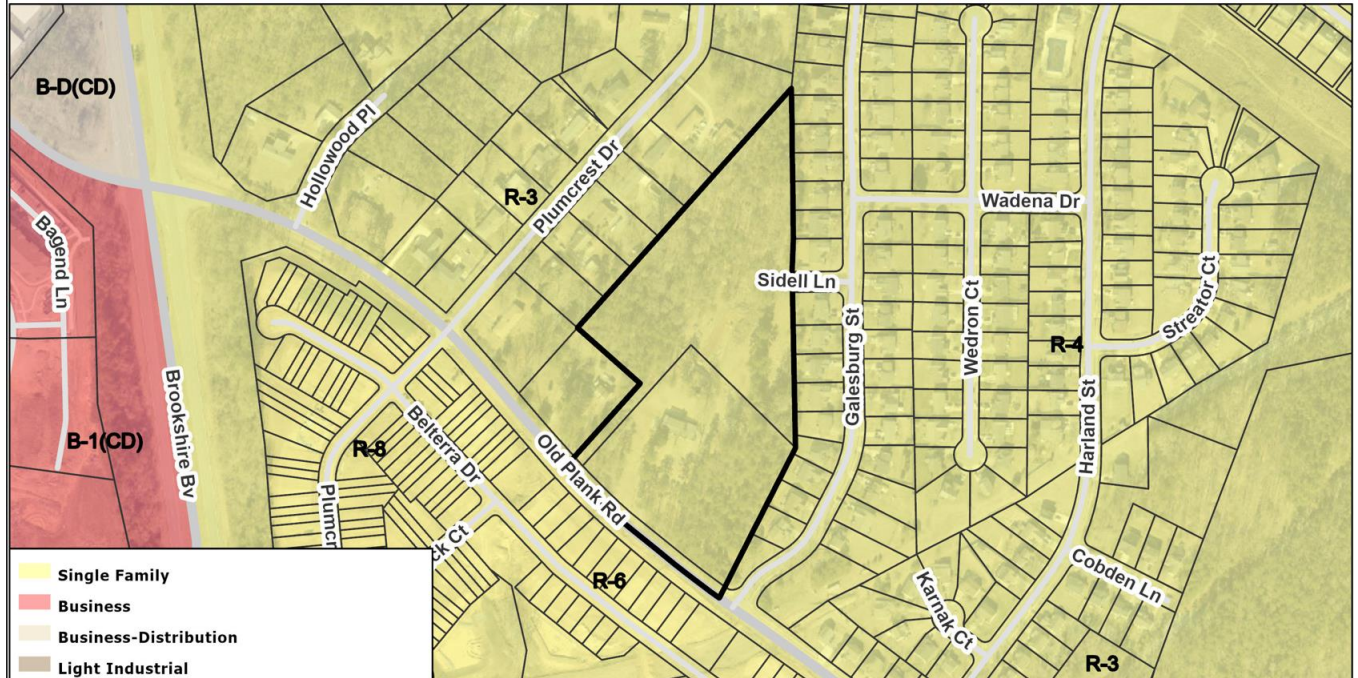 B-D(CD)
Hollowood Pl
Plumcrest Dr
R-3
Wadena Dr
Bagend Ln
Sidell Ln
Streator Ct
Galesburg St
Wedron Ct
R-4
Brookshire Bv
Harland St
B-1(CD)
R-8
Belterra Dr
Old Plank Rd
Plumcr
ck Ct
R-6
Cobden Ln
Karnak Ct
R-3
Single Family
Business
Business-Distribution
Light Industrial